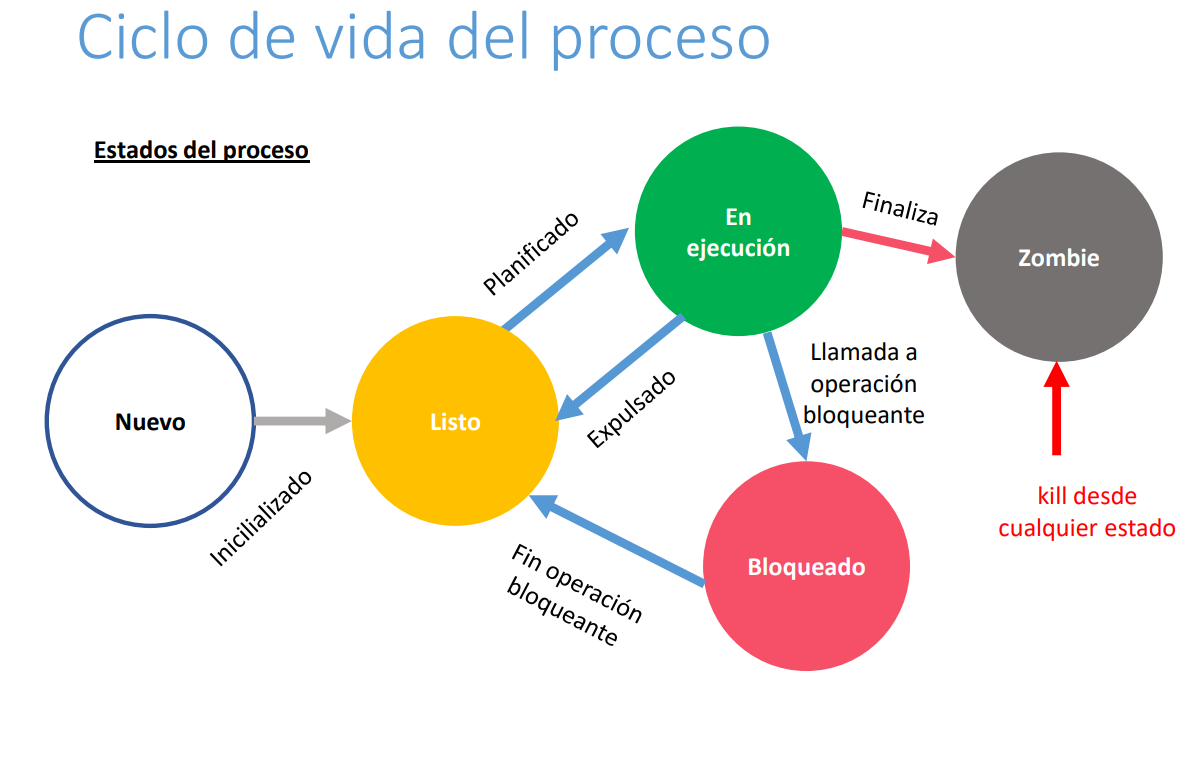 Ciclo de vida del proceso
Estados del proceso
En
ejecución
Finaliza
Zombie
Planificado
Llamada a
operación
bloqueante
Expulsado
Nuevo
Listo
Inicilializado
kill desde
cualquier estado
Bloqueado
Fin operación
bloqueante